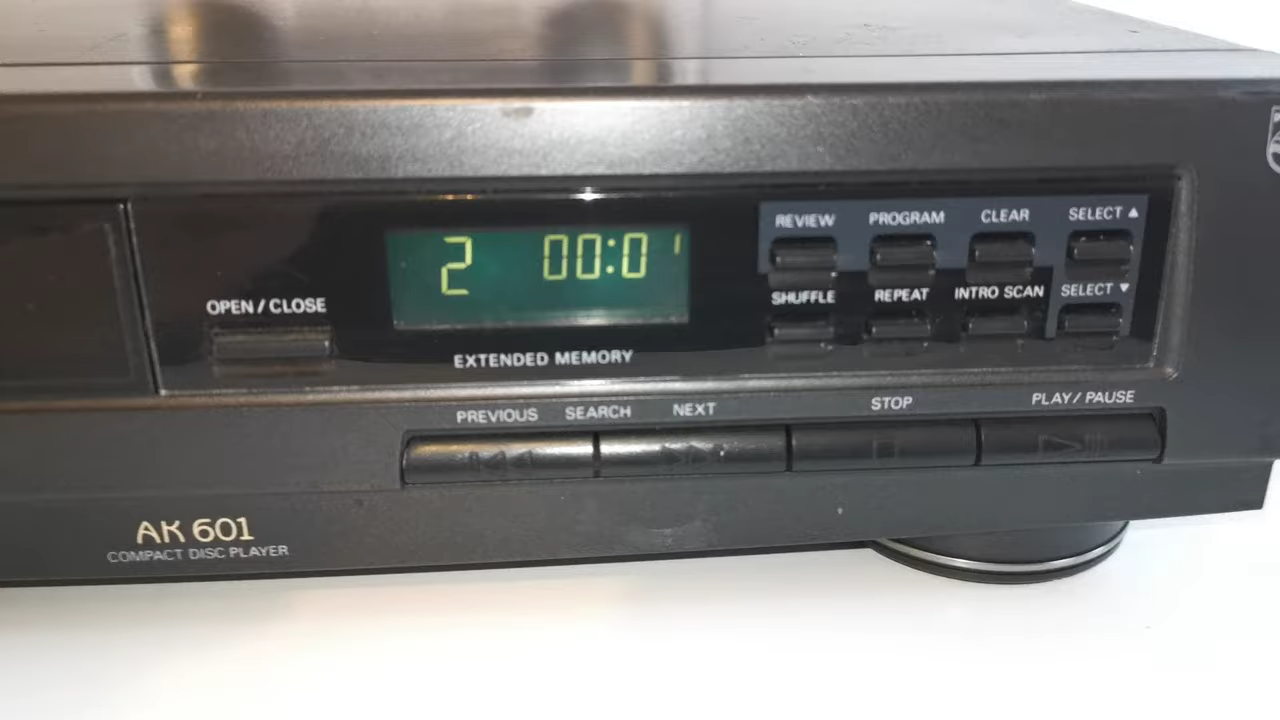 REVIEW PROGRAM CLEAR SELECT ▲
2 00:01
SHUFFLE REPEAT INTRO SCAN SELECT ▼
OPEN / CLOSE
EXTENDED MEMORY
PREVIOUS SEARCH NEXT STOP PLAY / PAUSE
AK 601
COMPACT DISC PLAYER